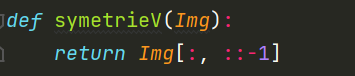 def symetrieV(Img):
    return Img[:, ::-1]